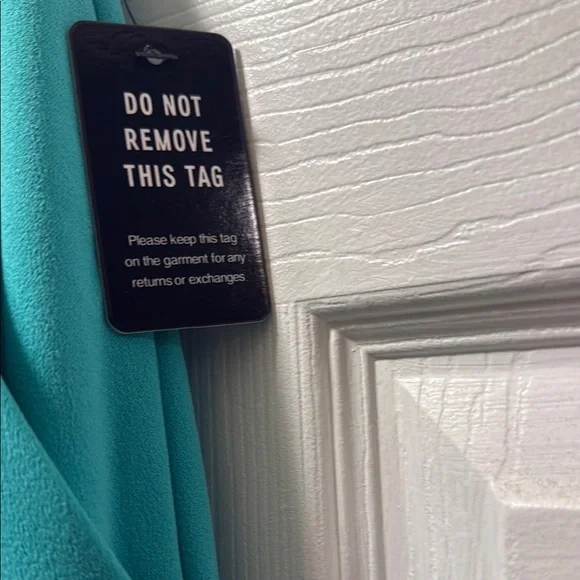 DO NOT
REMOVE
THIS TAG
Please keep this tag
on the garment for any
returns or exchanges